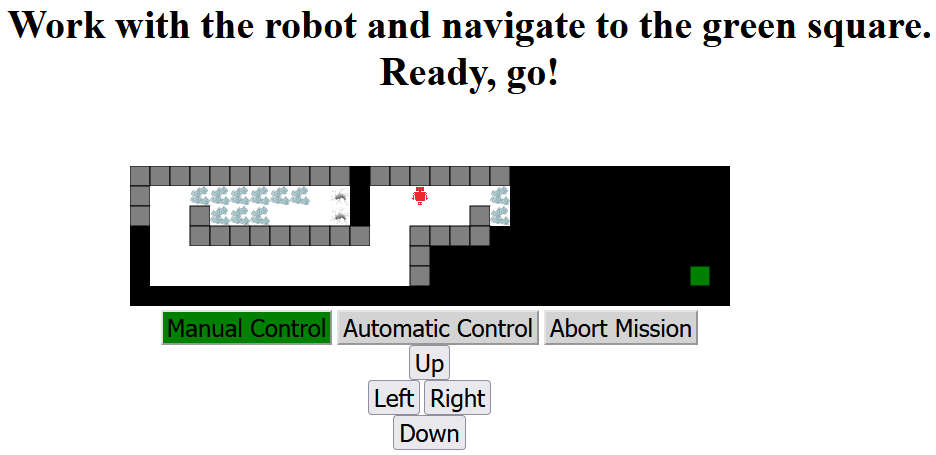 Work with the robot and navigate to the green square.
Ready, go!
Manual Control Automatic Control Abort Mission
Up
Left Right
Down